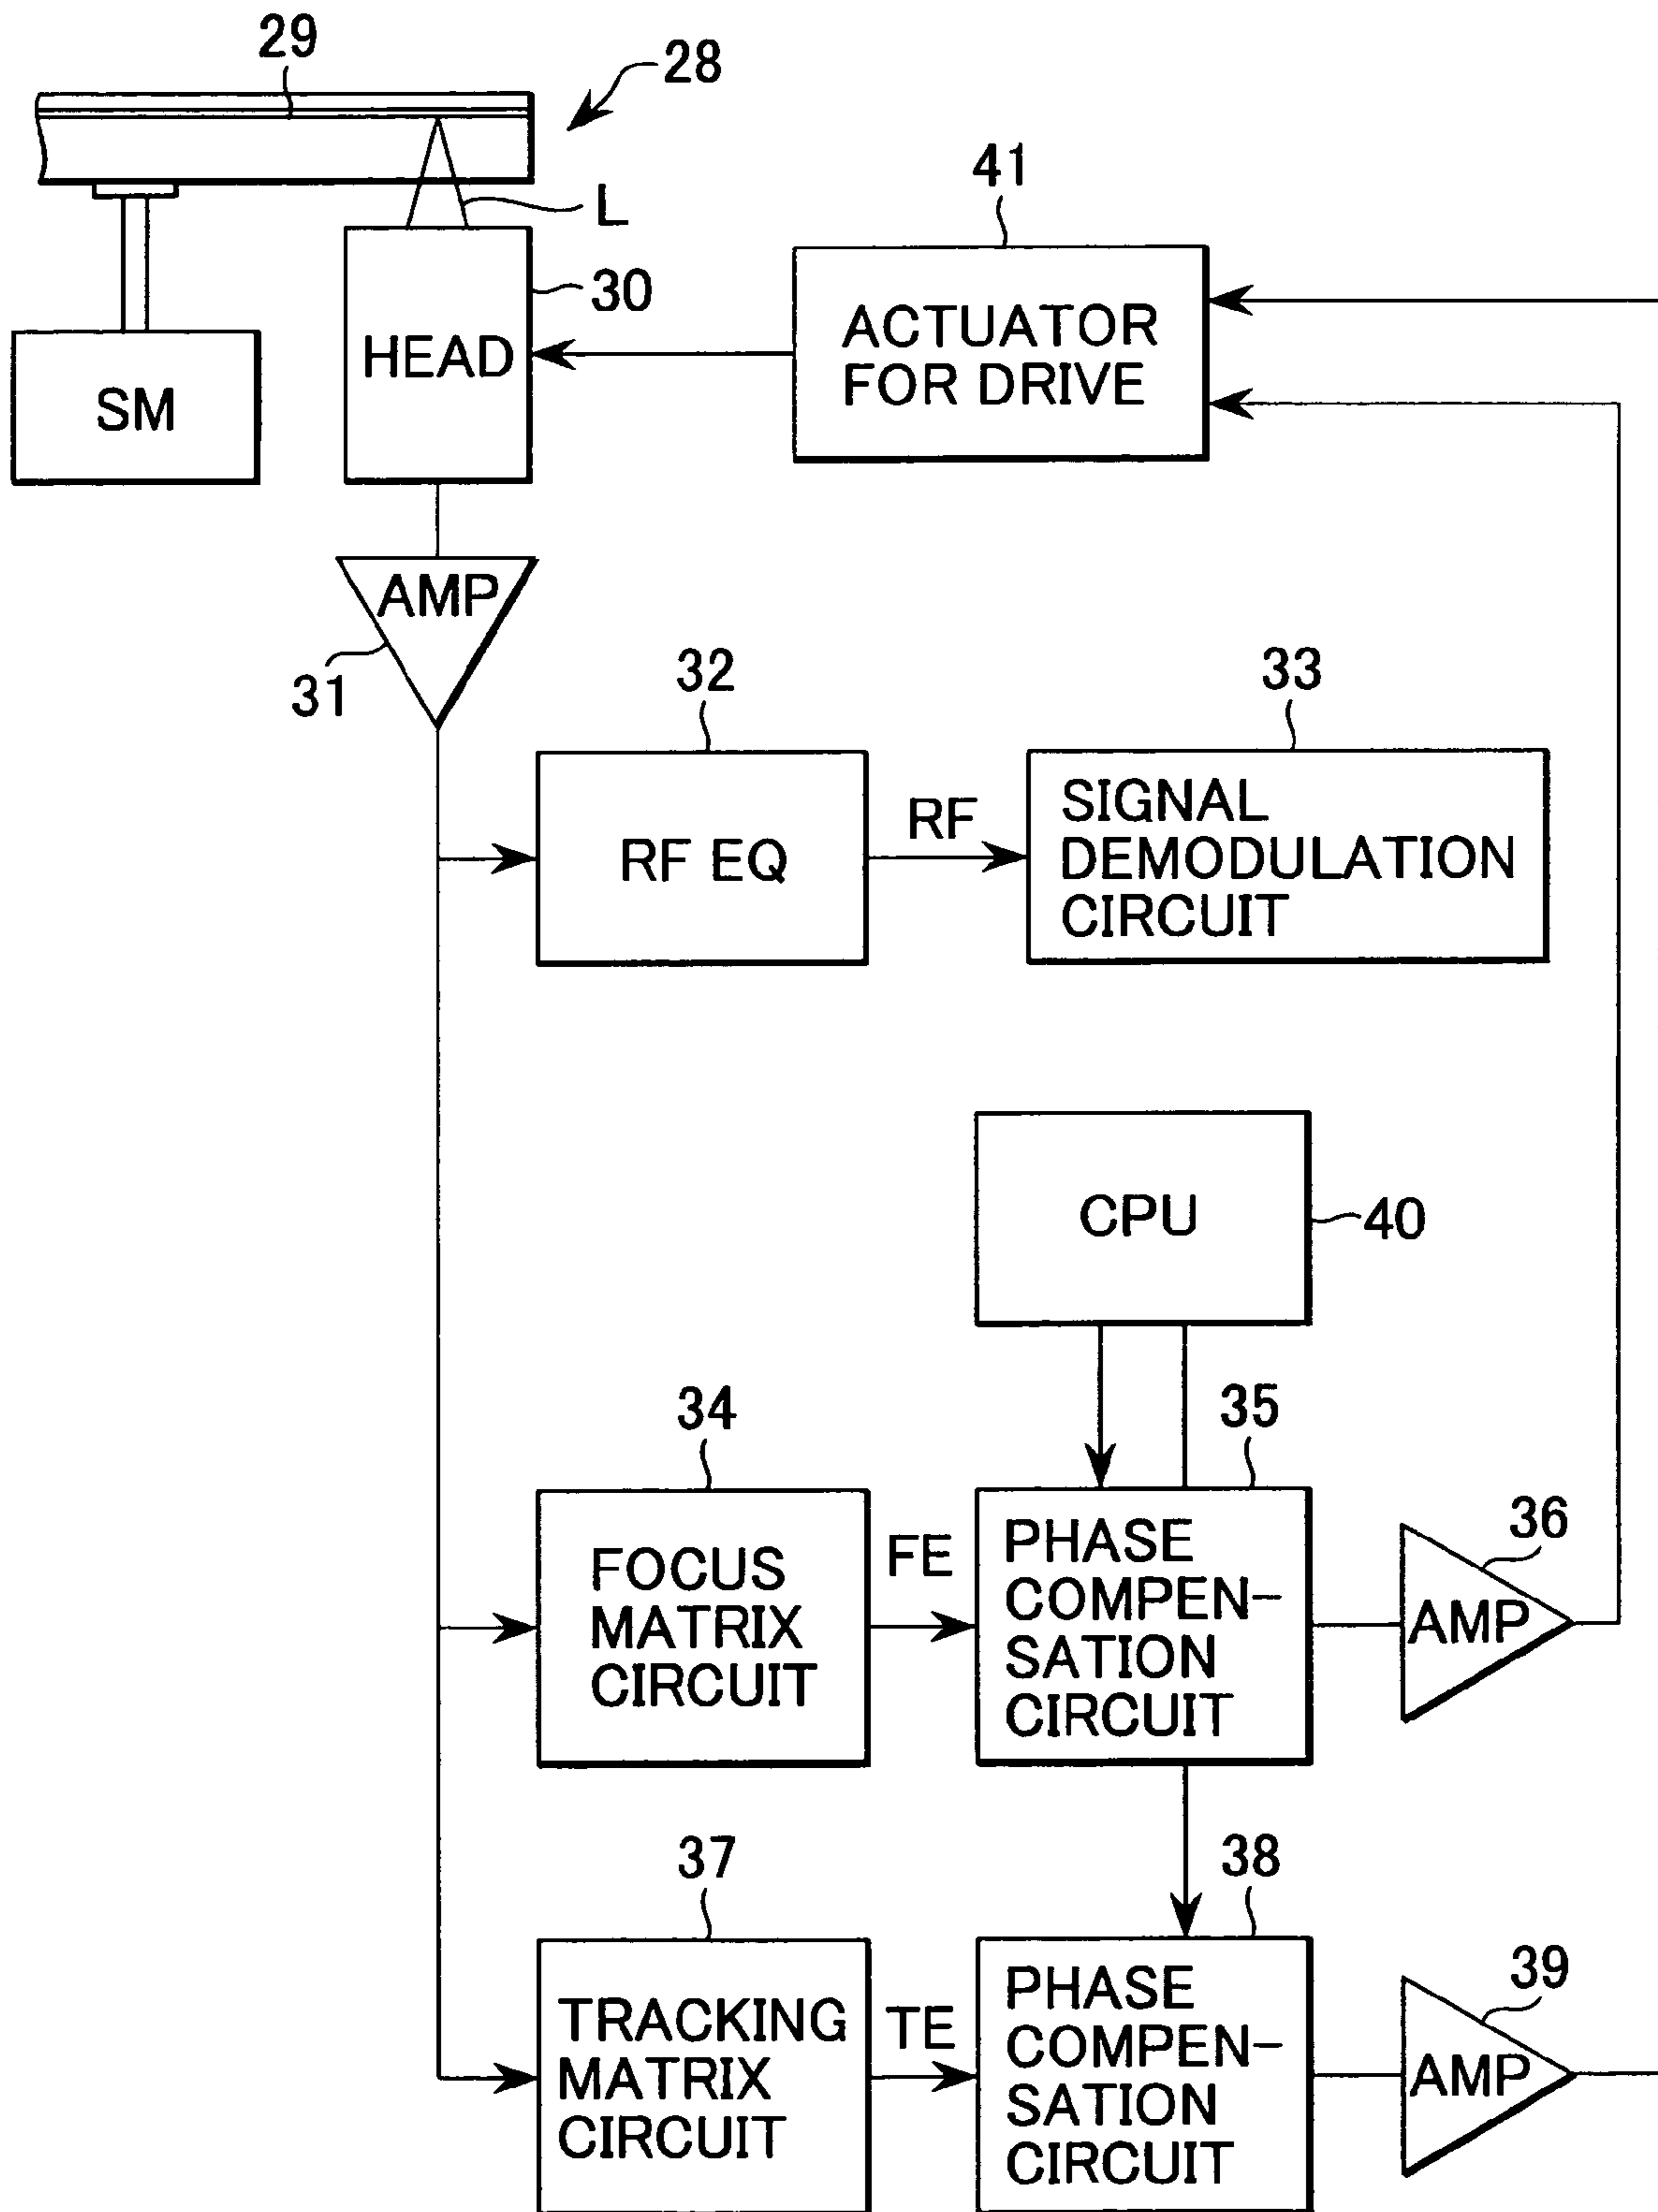 29
28
L
41
30
HEAD
ACTUATOR
FOR DRIVE
SM
AMP
31
32
33
RF EQ
RF
SIGNAL
DEMODULATION
CIRCUIT
CPU
40
34
35
36
FOCUS
MATRIX
CIRCUIT
FE
PHASE
COMPEN-
SATION
CIRCUIT
AMP
37
38
39
TRACKING
MATRIX
CIRCUIT
TE
PHASE
COMPEN-
SATION
CIRCUIT
AMP